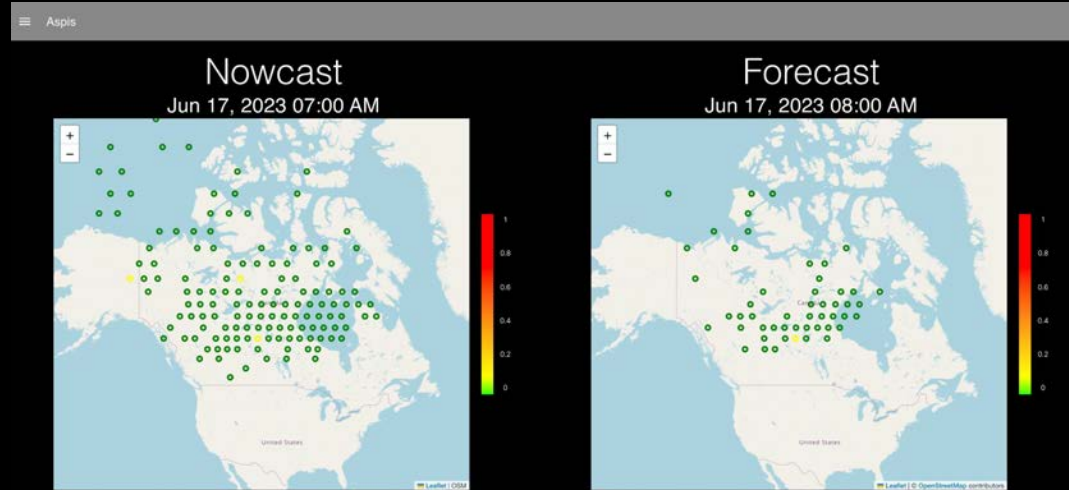 Aspis
Nowcast
Jun 17, 2023 07:00 AM
+
−
1
0.8
0.6
0.4
0.2
0
United States
Leaflet | OSM
Forecast
Jun 17, 2023 08:00 AM
+
−
1
0.8
0.6
0.4
0.2
0
United States
Leaflet | © OpenStreetMap contributors